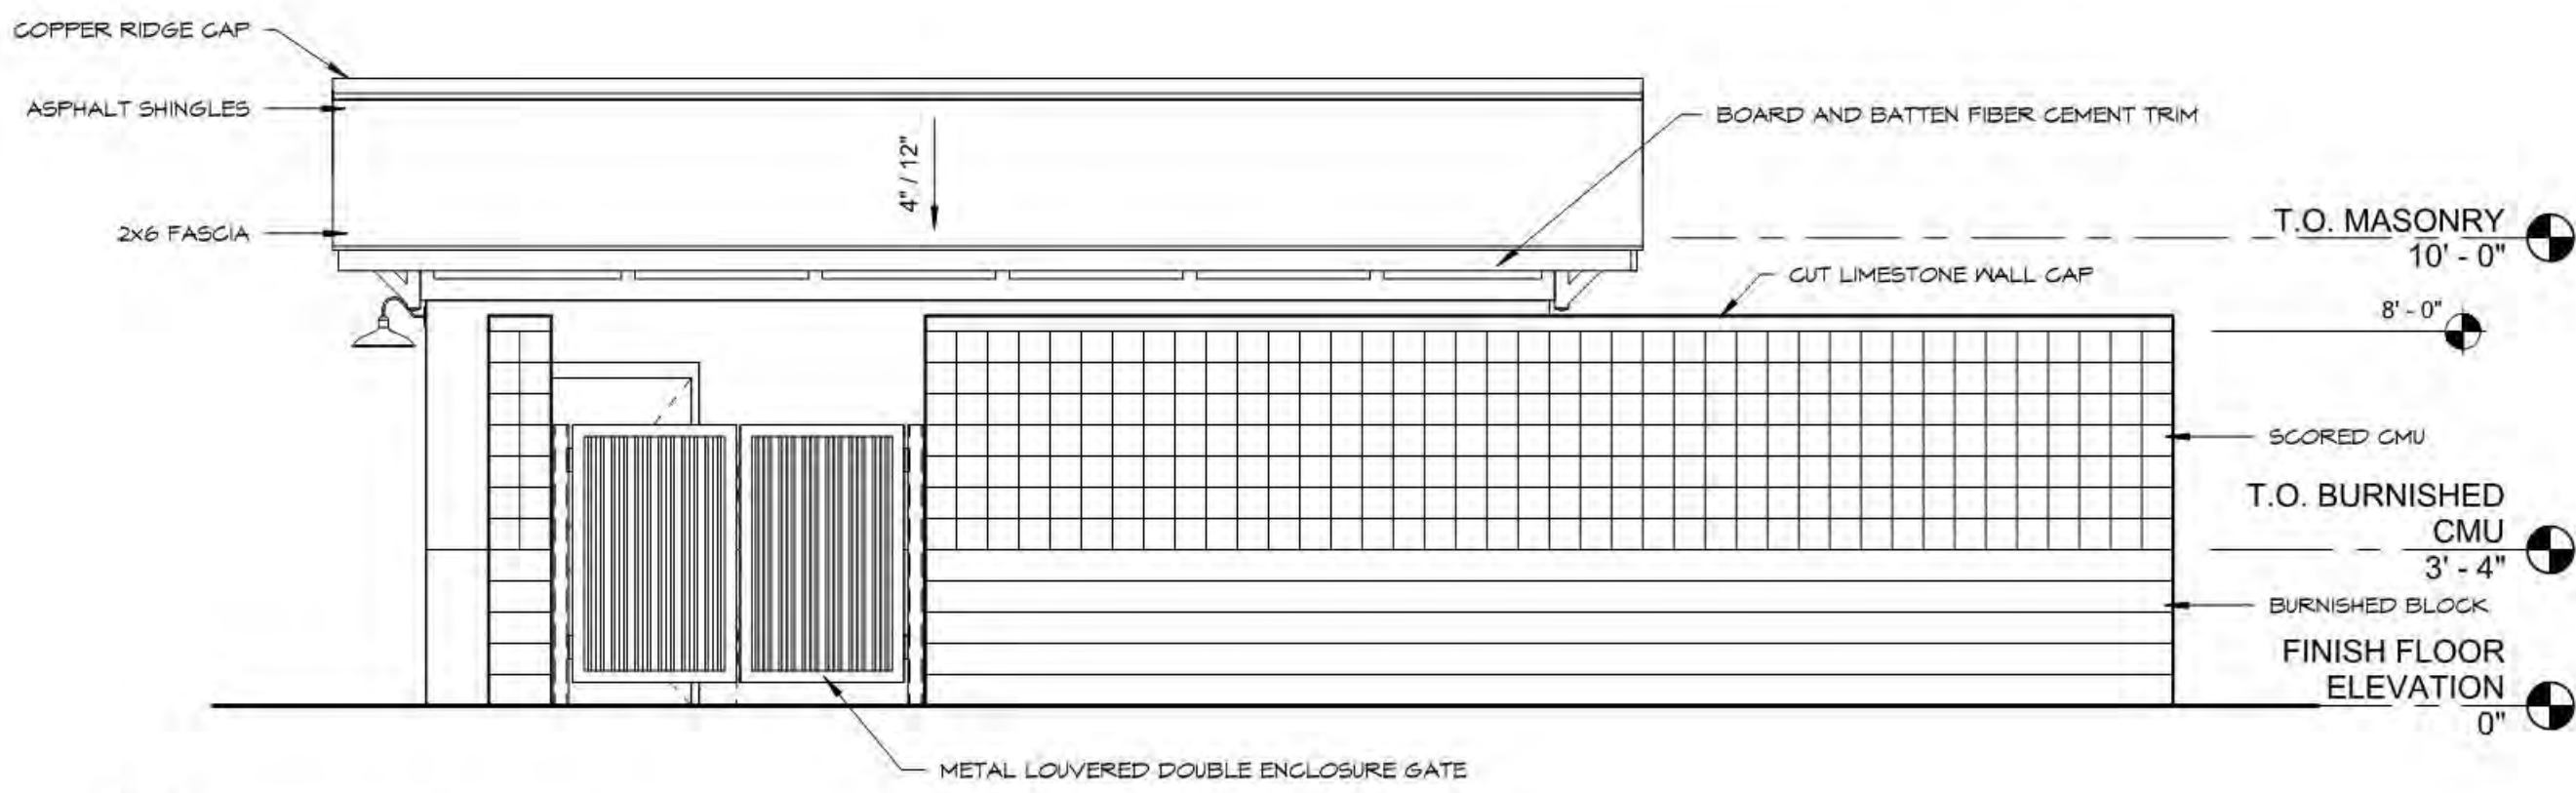 COPPER RIDGE CAP
ASPHALT SHINGLES
2x6 FASCIA
4" / 12"
BOARD AND BATTEN FIBER CEMENT TRIM
CUT LIMESTONE WALL CAP
T.O. MASONRY
10' - 0"
8' - 0"
SCORED CMU
T.O. BURNISHED
CMU
3' - 4"
BURNISHED BLOCK
FINISH FLOOR
ELEVATION
0"
METAL LOUVERED DOUBLE ENCLOSURE GATE